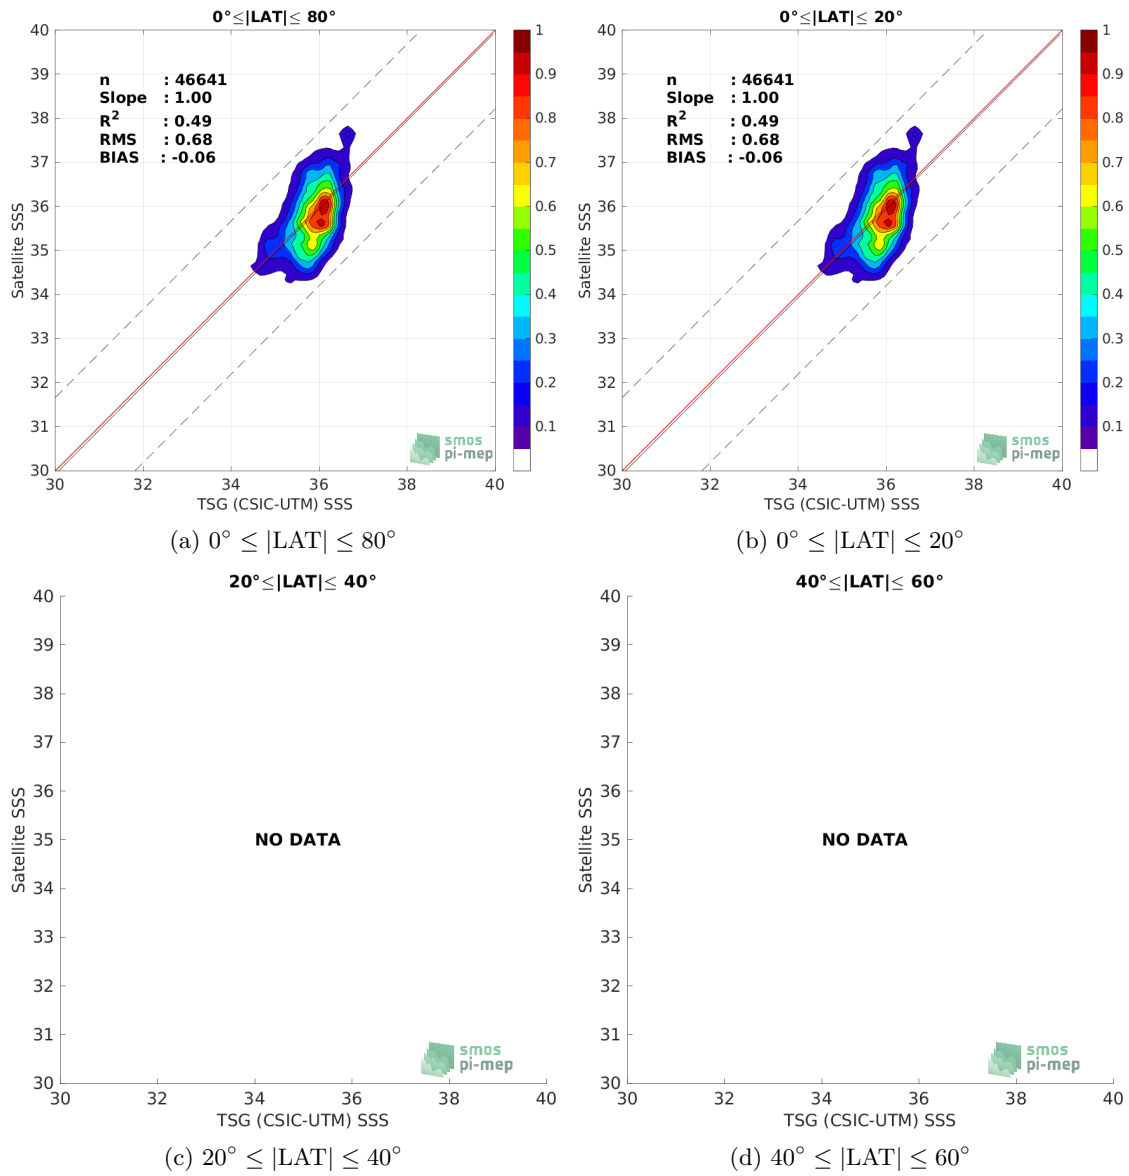 0°≤|LAT|≤ 80°
40
39
38
37
36
35
34
33
32
31
30
Satellite SSS
n : 46641
Slope : 1.00
R² : 0.49
RMS : 0.68
BIAS : -0.06
smos
pi-mep
30 32 34 36 38 40
TSG (CSIC-UTM) SSS
1
0.9
0.8
0.7
0.6
0.5
0.4
0.3
0.2
0.1
(a) 0° ≤ |LAT| ≤ 80°
0°≤|LAT|≤ 20°
40
39
38
37
36
35
34
33
32
31
30
Satellite SSS
n : 46641
Slope : 1.00
R² : 0.49
RMS : 0.68
BIAS : -0.06
smos
pi-mep
30 32 34 36 38 40
TSG (CSIC-UTM) SSS
1
0.9
0.8
0.7
0.6
0.5
0.4
0.3
0.2
0.1
(b) 0° ≤ |LAT| ≤ 20°
20°≤|LAT|≤ 40°
40
39
38
37
36
35
34
33
32
31
30
Satellite SSS
NO DATA
smos
pi-mep
30 32 34 36 38 40
TSG (CSIC-UTM) SSS
(c) 20° ≤ |LAT| ≤ 40°
40°≤|LAT|≤ 60°
40
39
38
37
36
35
34
33
32
31
30
Satellite SSS
NO DATA
smos
pi-mep
30 32 34 36 38 40
TSG (CSIC-UTM) SSS
(d) 40° ≤ |LAT| ≤ 60°